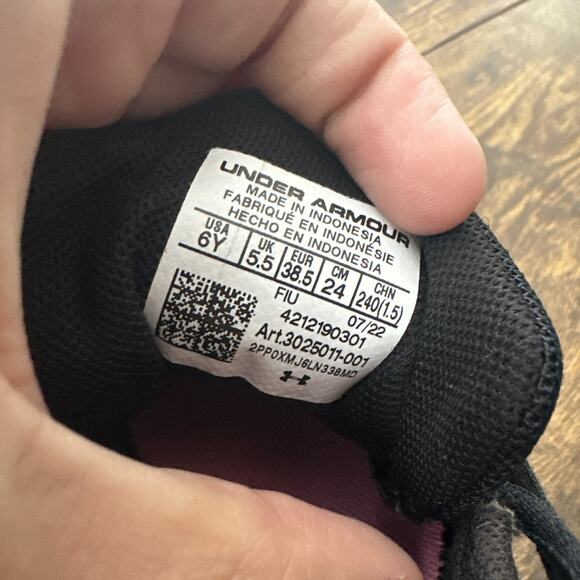 UNDER ARMOUR
MADE IN INDONESIA
FABRIQUÉ EN INDONÉSIE
HECHO EN INDONESIA
USA UK EUR CM CHN
6Y 5.5 38.5 24 240(1.5)
FIU 07/22
4212190301
Art.3025011-001
2PP0XMJ6LN338MD